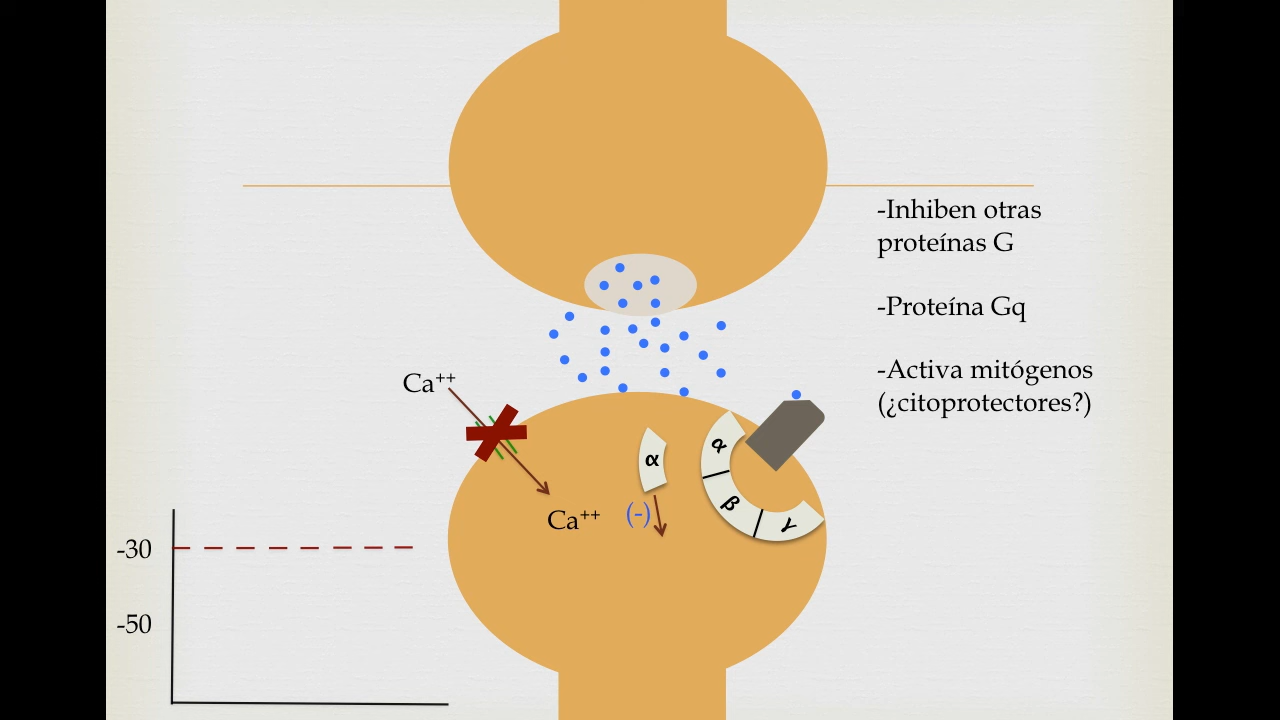 -Inhiben otras
proteínas G
-Proteína Gq
-Activa mitógenos
(¿citoprotectores?)
Ca⁺⁺
α
α
β
γ
Ca⁺⁺
(-)
-30
-50